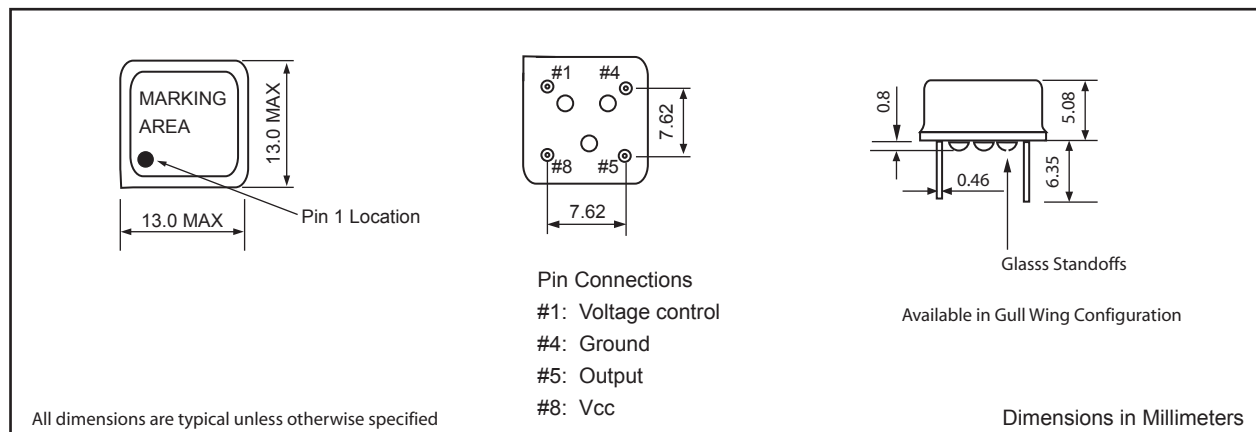 MARKING
AREA
13.0 MAX
13.0 MAX
Pin 1 Location
#1
#4
#8
#5
7.62
7.62
Pin Connections
#1: Voltage control
#4: Ground
#5: Output
#8: Vcc
0.8
5.08
6.35
0.46
Glasss Standoffs
Available in Gull Wing Configuration
All dimensions are typical unless otherwise specified
Dimensions in Millimeters